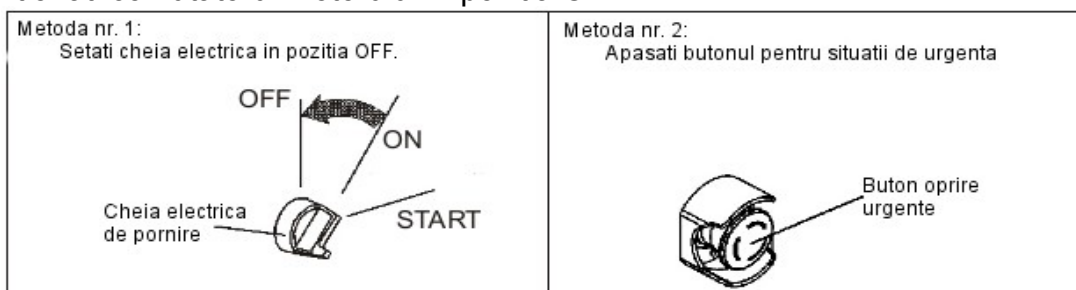 Metoda nr. 1:
Setati cheia electrica in pozitia OFF.
OFF
ON
START
Cheia electrica
de pornire
Metoda nr. 2:
Apasati butonul pentru situatii de urgenta
Buton oprire
urgente